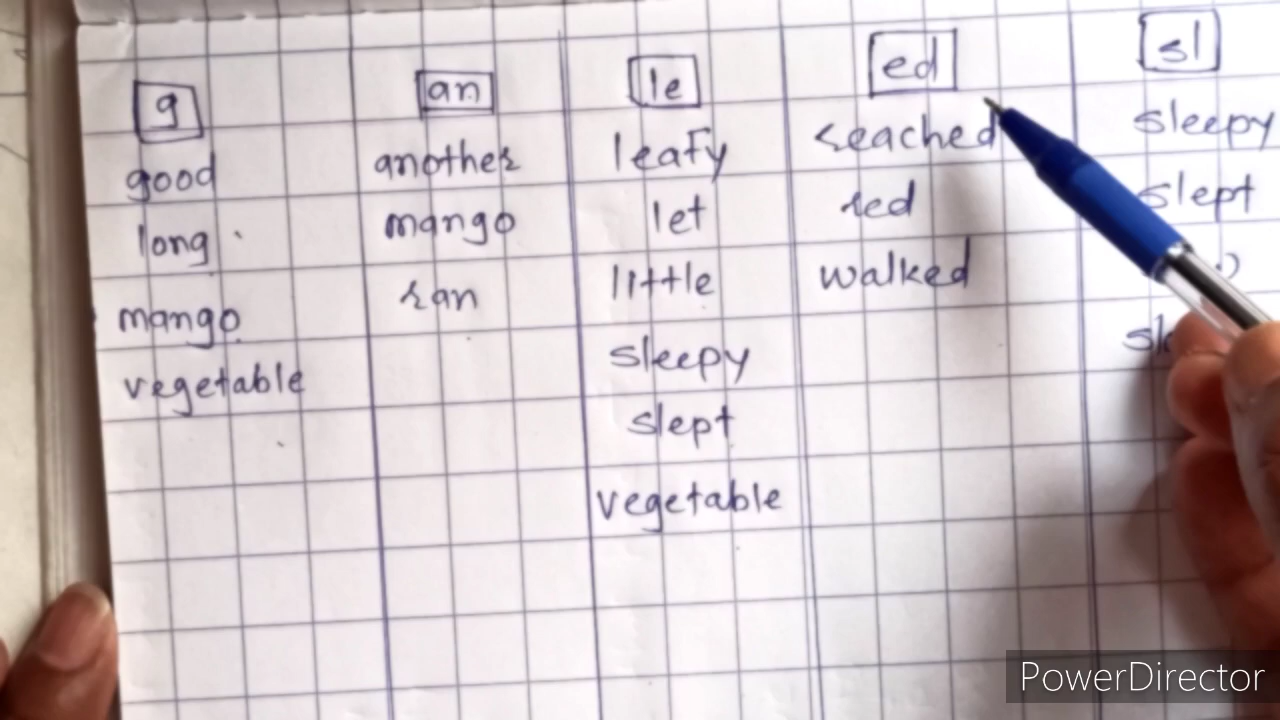 g an le ed sl
good another leafy reached sleepy
long mango let red slept
mango ran little walked
vegetable sleepy
slept
vegetable
PowerDirector